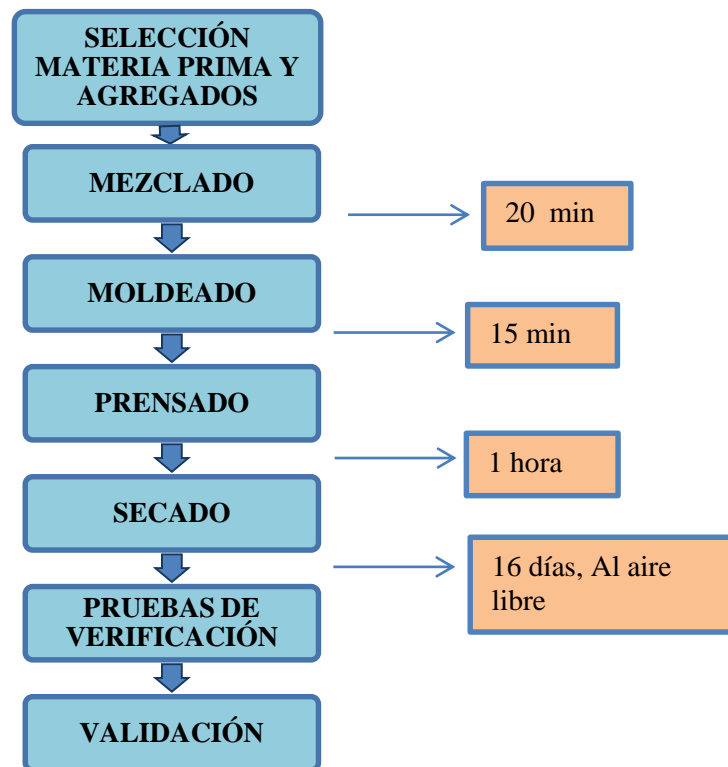 SELECCIÓN
MATERIA PRIMA Y
AGREGADOS
MEZCLADO
20 min
MOLDEADO
15 min
PRENSADO
1 hora
SECADO
16 días, Al aire
libre
PRUEBAS DE
VERIFICACIÓN
VALIDACIÓN